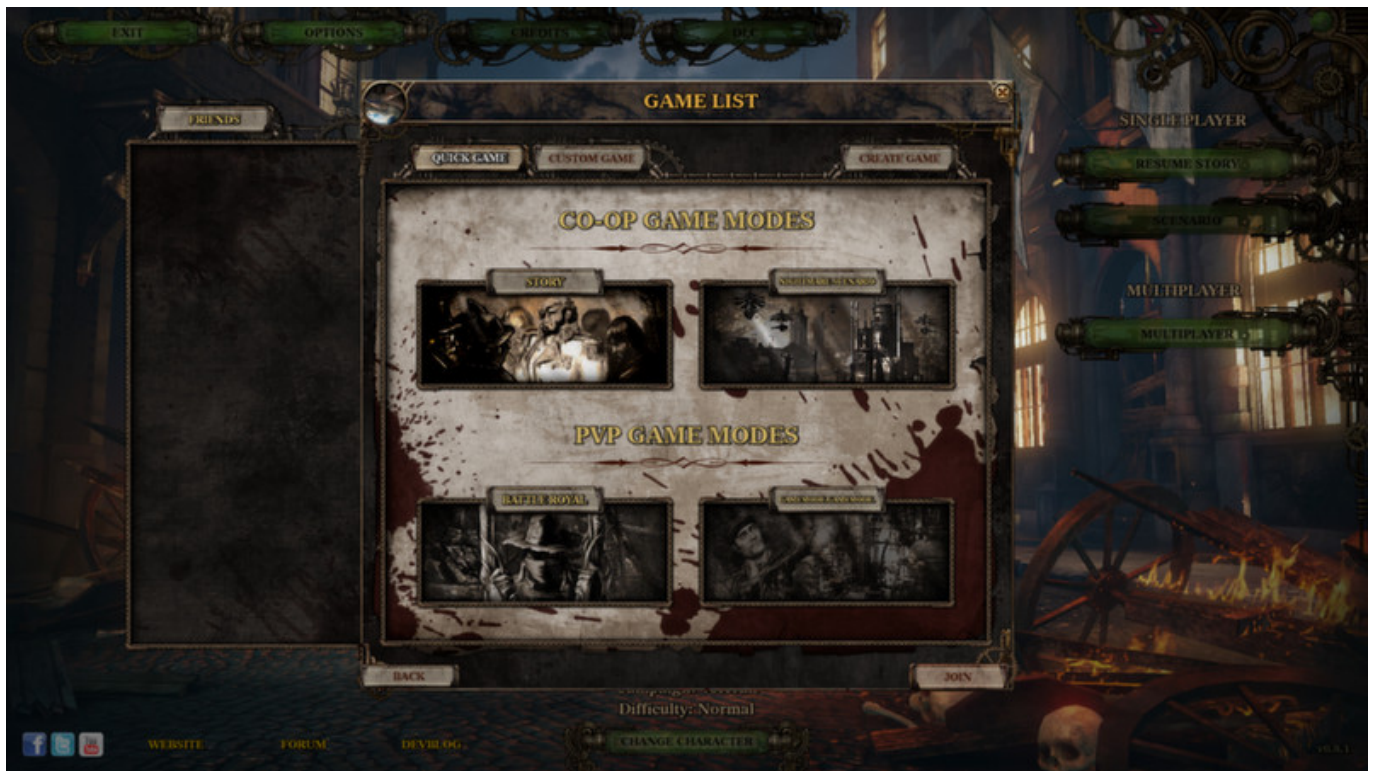 EXIT
OPTIONS
CREDITS
DLC
GAME LIST
FRIENDS
SINGLE PLAYER
QUICK GAME
CUSTOM GAME
CREATE GAME
RESUME STORY
SCENARIO
CO-OP GAME MODES
STORY
NIGHTMARE SCENARIO
MULTIPLAYER
MULTIPLAYER
PVP GAME MODES
BATTLE ROYAL
BACK
JOIN
Difficulty: Normal
CHANGE CHARACTER
WEBSITE
FORUM
DEVBLOG